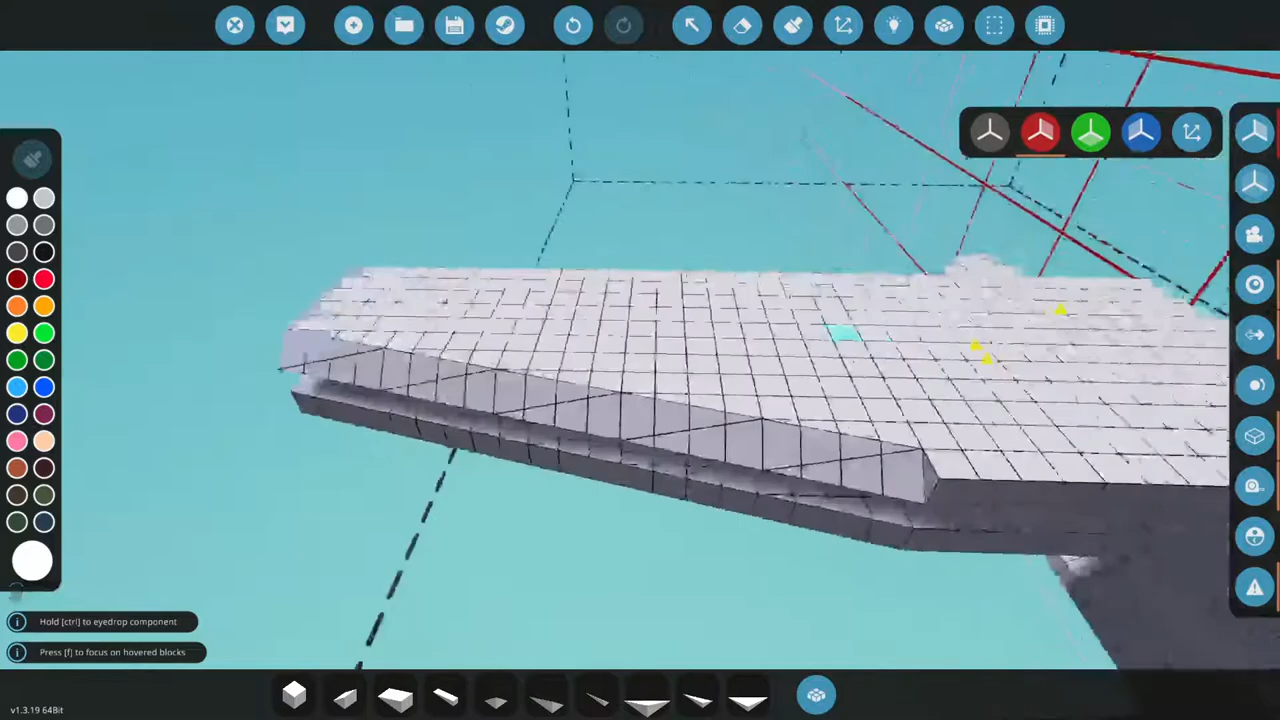 Hold [ctrl] to eyedrop component
Press [f] to focus on hovered blocks
v1.3.19 64Bit